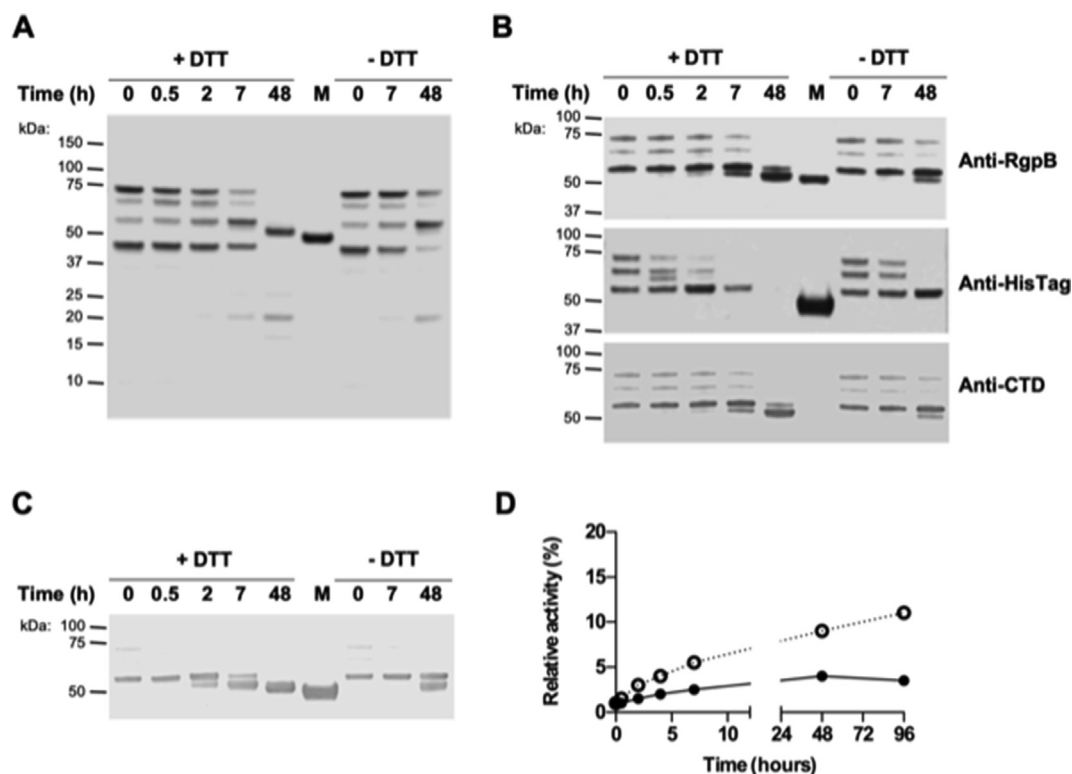 A
+ DTT - DTT
Time (h) 0 0.5 2 7 48 M 0 7 48
kDa:
150
100
75
50
37
25
20
15
10
B
+ DTT - DTT
Time (h) 0 0.5 2 7 48 M 0 7 48
kDa:
100
75
50
37
Anti-RgpB
100
75
50
37
Anti-HisTag
100
75
50
Anti-CTD
C
+ DTT - DTT
Time (h) 0 0.5 2 7 48 M 0 7 48
kDa:
100
75
50
D
Relative activity (%)
20
15
10
5
0
0 5 10 24 48 72 96
Time (hours)